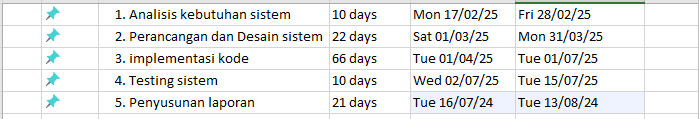 1. Analisis kebutuhan sistem 10 days Mon 17/02/25 Fri 28/02/25
2. Perancangan dan Desain sistem 22 days Sat 01/03/25 Mon 31/03/25
3. implementasi kode 66 days Tue 01/04/25 Tue 01/07/25
4. Testing sistem 10 days Wed 02/07/25 Tue 15/07/25
5. Penyusunan laporan 21 days Tue 16/07/24 Tue 13/08/24